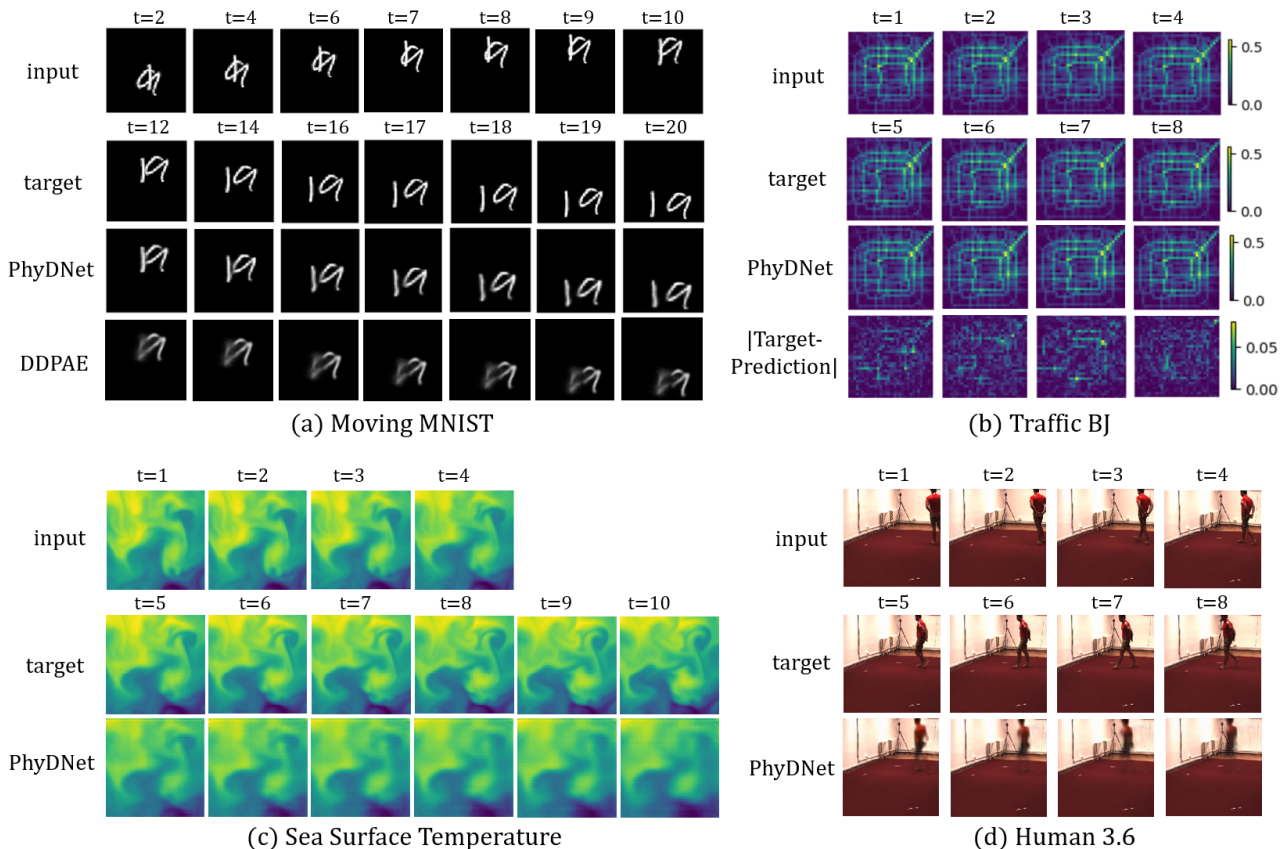 t=2 t=4 t=6 t=7 t=8 t=9 t=10
input
t=12 t=14 t=16 t=17 t=18 t=19 t=20
target
PhyDNet
DDPAE
(a) Moving MNIST
t=1 t=2 t=3 t=4
input
0.5
0.0
t=5 t=6 t=7 t=8
target
0.5
0.0
PhyDNet
0.5
0.0
|Target-
Prediction|
0.05
0.00
(b) Traffic BJ
t=1 t=2 t=3 t=4
input
t=5 t=6 t=7 t=8 t=9 t=10
target
PhyDNet
(c) Sea Surface Temperature
t=1 t=2 t=3 t=4
input
t=5 t=6 t=7 t=8
target
PhyDNet
(d) Human 3.6